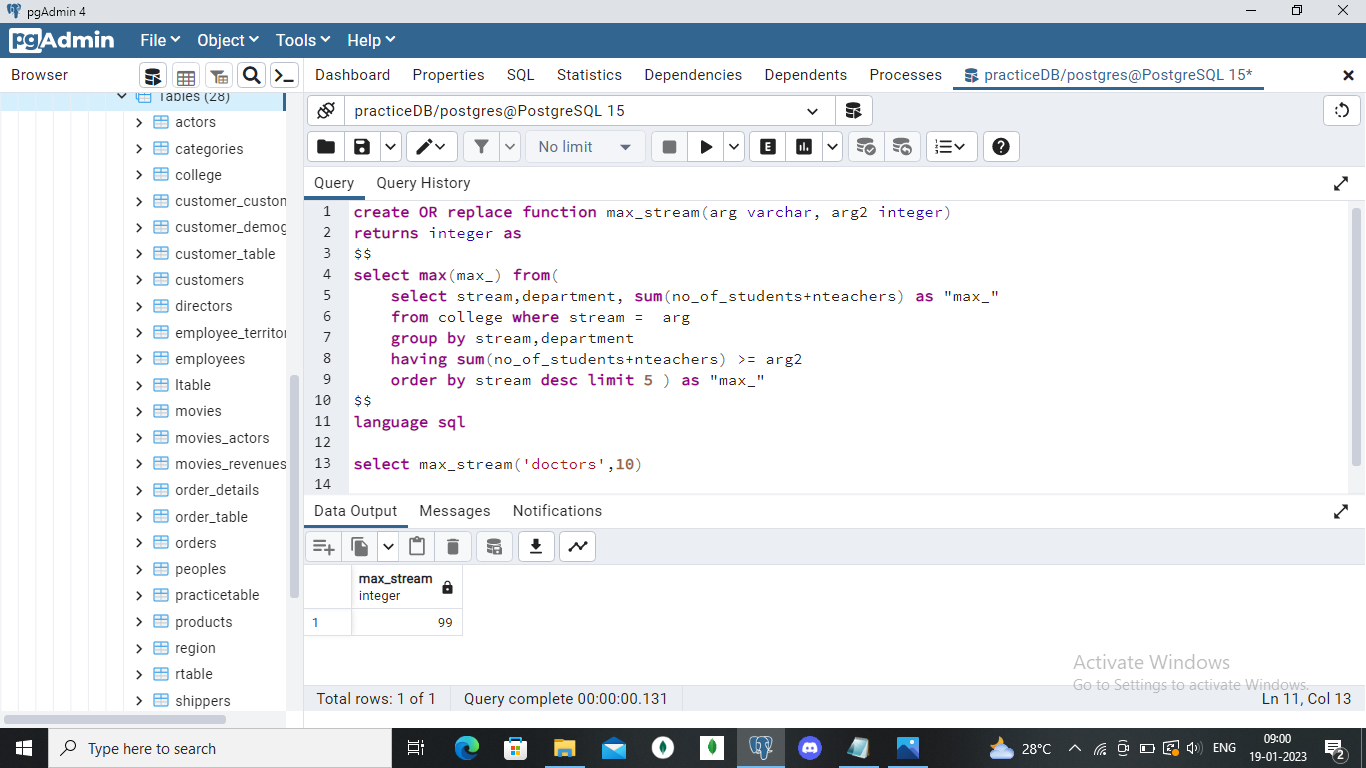 pgAdmin 4
pgAdmin File Object Tools Help
Browser
Dashboard Properties SQL Statistics Dependencies Dependents Processes practiceDB/postgres@PostgreSQL 15*
Tables (28)
actors
categories
college
customer_custon
customer_demog
customer_table
customers
directors
employee_territor
employees
ltable
movies
movies_actors
movies_revenues
order_details
order_table
orders
peoples
practicetable
products
region
rtable
shippers
practiceDB/postgres@PostgreSQL 15
No limit
E
Query Query History
1 create OR replace function max_stream(arg varchar, arg2 integer)
2 returns integer as
3 $$
4 select max(max_) from(
5 select stream,department, sum(no_of_students+nteachers) as "max_"
6 from college where stream =  arg
7 group by stream,department
8 having sum(no_of_students+nteachers) >= arg2
9 order by stream desc limit 5 ) as "max_"
10 $$
11 language sql
12
13 select max_stream('doctors',10)
14
Data Output Messages Notifications
max_stream
integer
1 99
Activate Windows
Go to Settings to activate Windows.
Total rows: 1 of 1 Query complete 00:00:00.131 Ln 11, Col 13
Type here to search
28°C ENG
09:00
19-01-2023
2